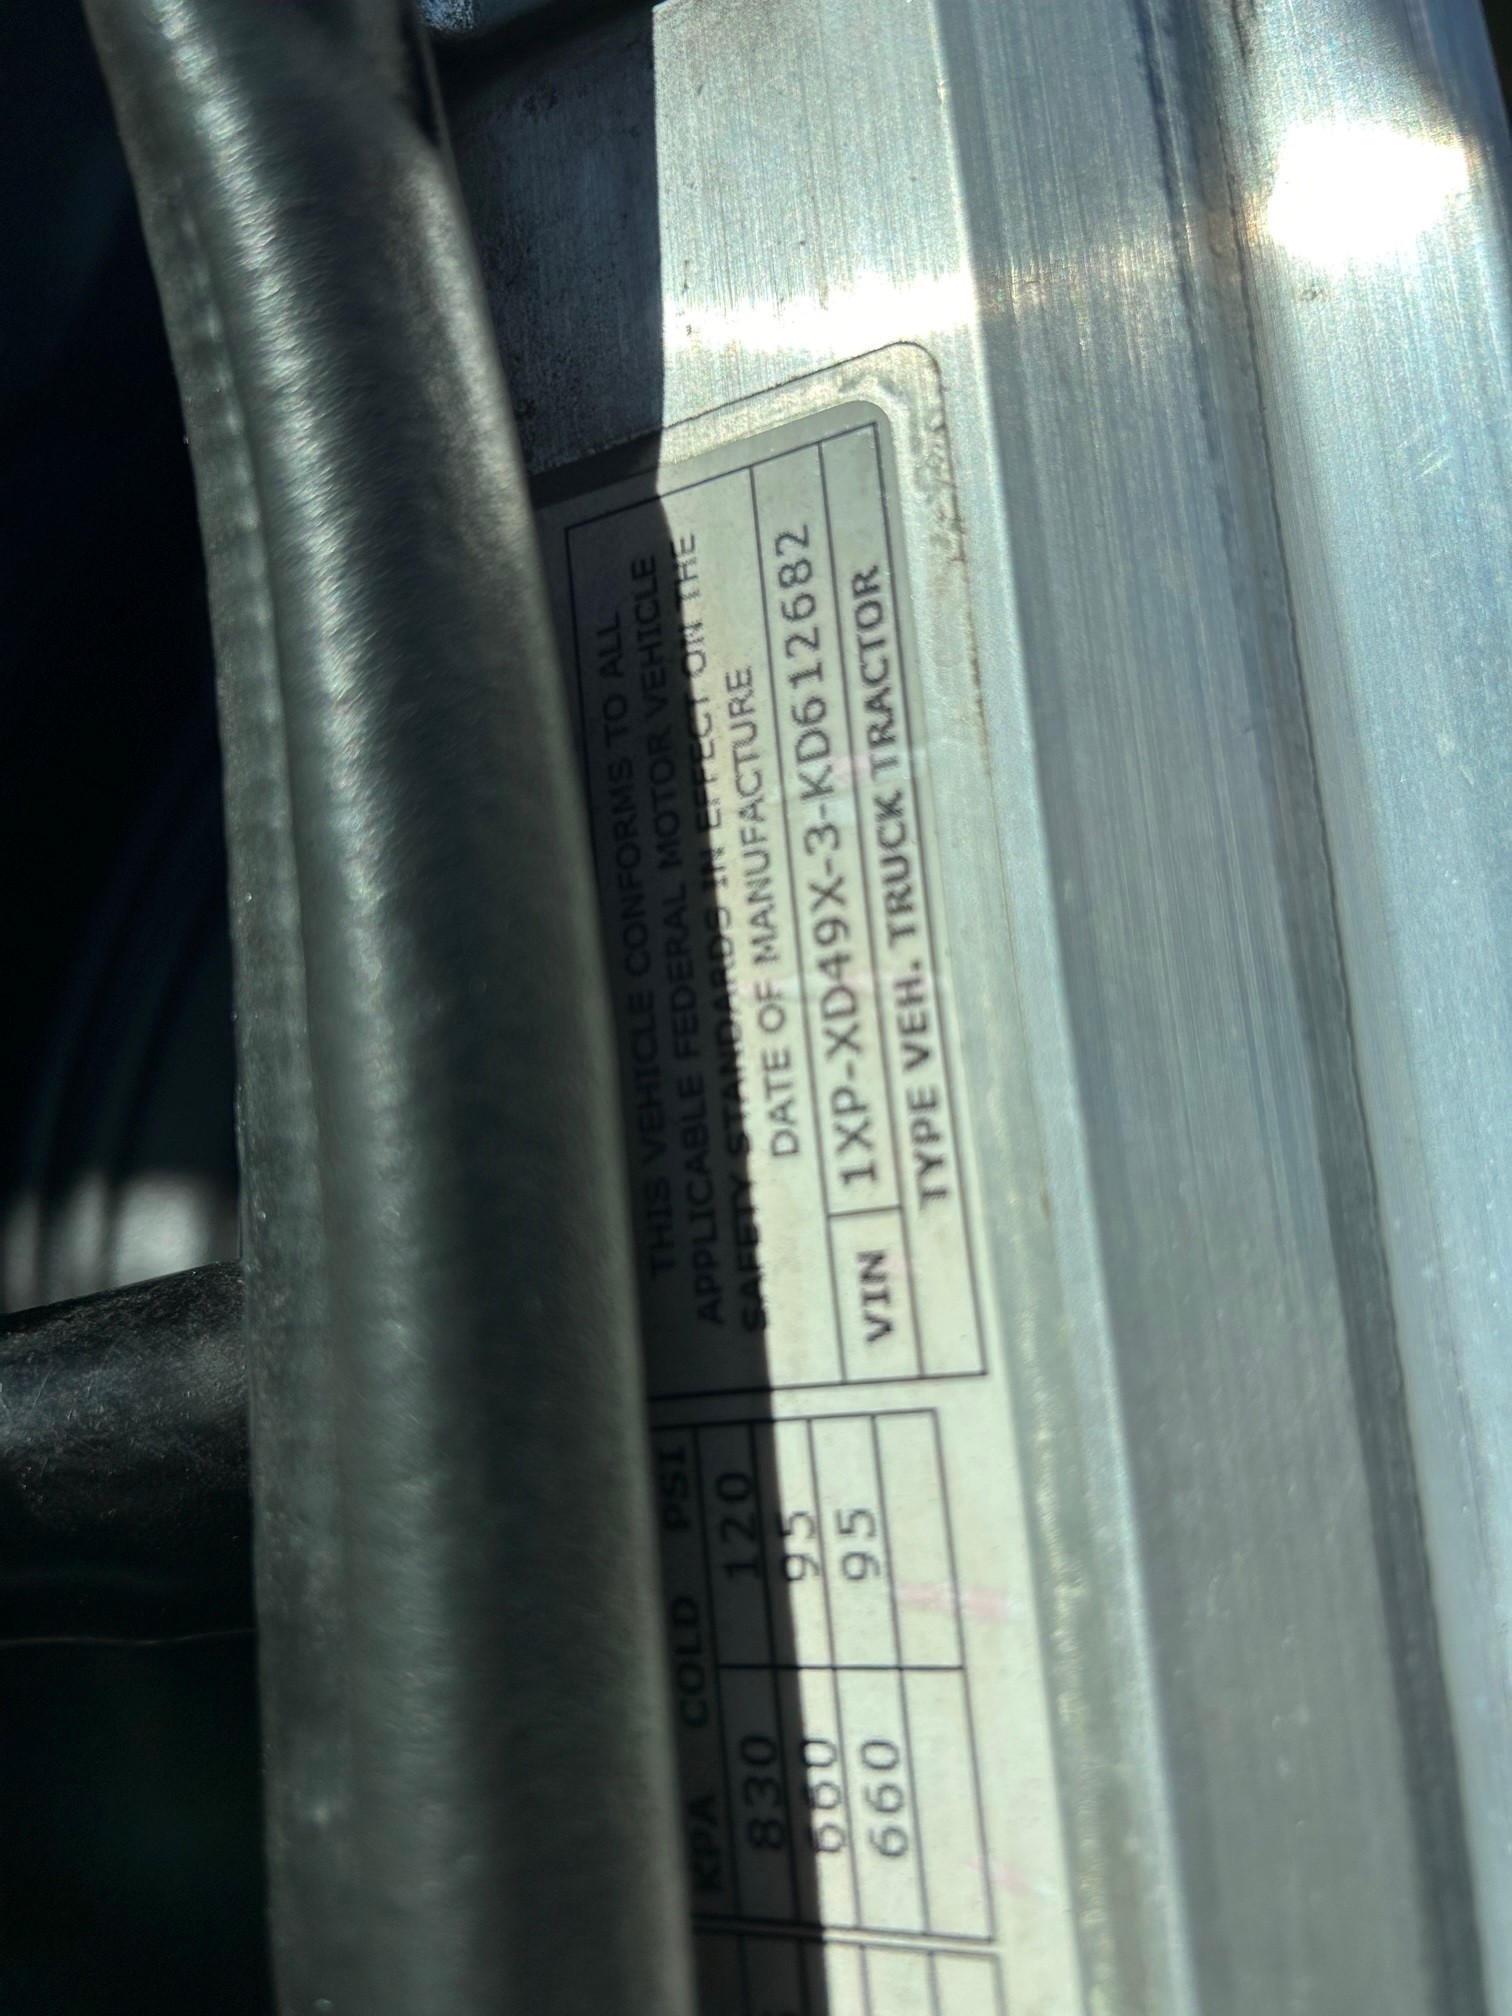 THIS VEHICLE CONFORMS TO ALL
APPLICABLE FEDERAL MOTOR VEHICLE
SAFETY STANDARDS IN EFFECT ON THE
DATE OF MANUFACTURE
VIN 1XP-XD49X-3-KD612682
TYPE VEH. TRUCK TRACTOR
KPA COLD PSI
830 120
660 95
660 95